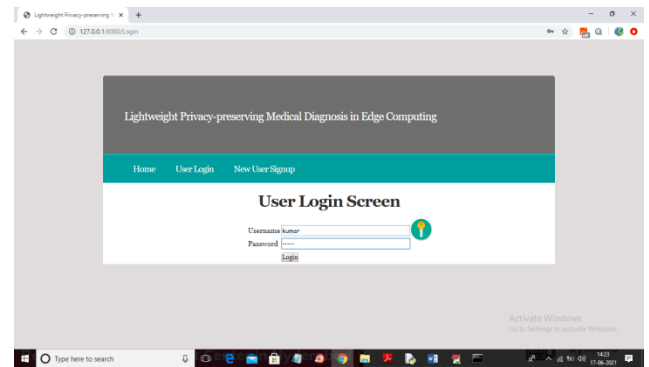 Lightweight Privacy-preserving
127.0.0.1:8000/Login
Lightweight Privacy-preserving Medical Diagnosis in Edge Computing
Home User Login New User Signup
User Login Screen
Username kumar
Password •••••
Login
Activate Windows
Go to Settings to activate Windows.
Type here to search
14:23
17-06-2021